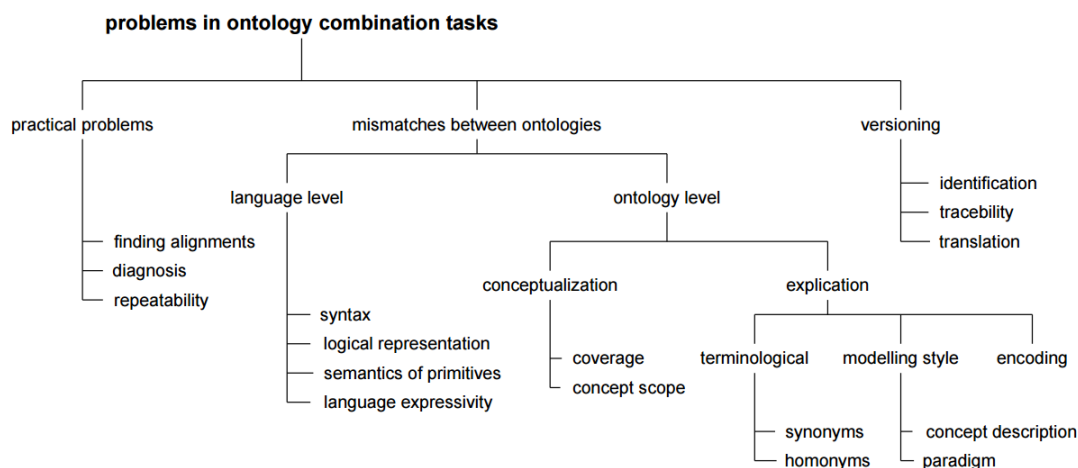 problems in ontology combination tasks
practical problems
mismatches between ontologies
versioning
language level
ontology level
identification
tracebility
translation
finding alignments
diagnosis
repeatability
conceptualization
explication
syntax
logical representation
semantics of primitives
language expressivity
coverage
concept scope
terminological
modelling style
encoding
synonyms
homonyms
concept description
paradigm